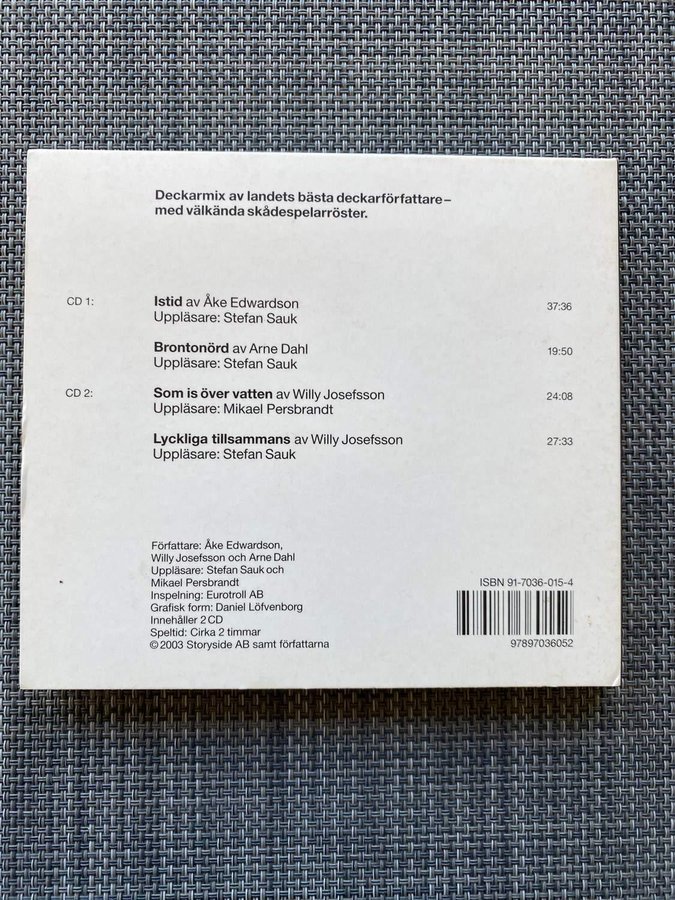 Deckarmix av landets bästa deckarförfattare –
med välkända skådespelarröster.
CD 1: Istid av Åke Edwardson 37:36
Uppläsare: Stefan Sauk
Brontonörd av Arne Dahl 19:50
Uppläsare: Stefan Sauk
CD 2: Som is över vatten av Willy Josefsson 24:08
Uppläsare: Mikael Persbrandt
Lyckliga tillsammans av Willy Josefsson 27:33
Uppläsare: Stefan Sauk
Författare: Åke Edwardson,
Willy Josefsson och Arne Dahl
Uppläsare: Stefan Sauk och
Mikael Persbrandt
Inspelning: Eurotroll AB
Grafisk form: Daniel Löfvenborg
Innehåller 2 CD
Speltid: Cirka 2 timmar
© 2003 Storyside AB samt författarna
ISBN 91-7036-015-4
97897036052